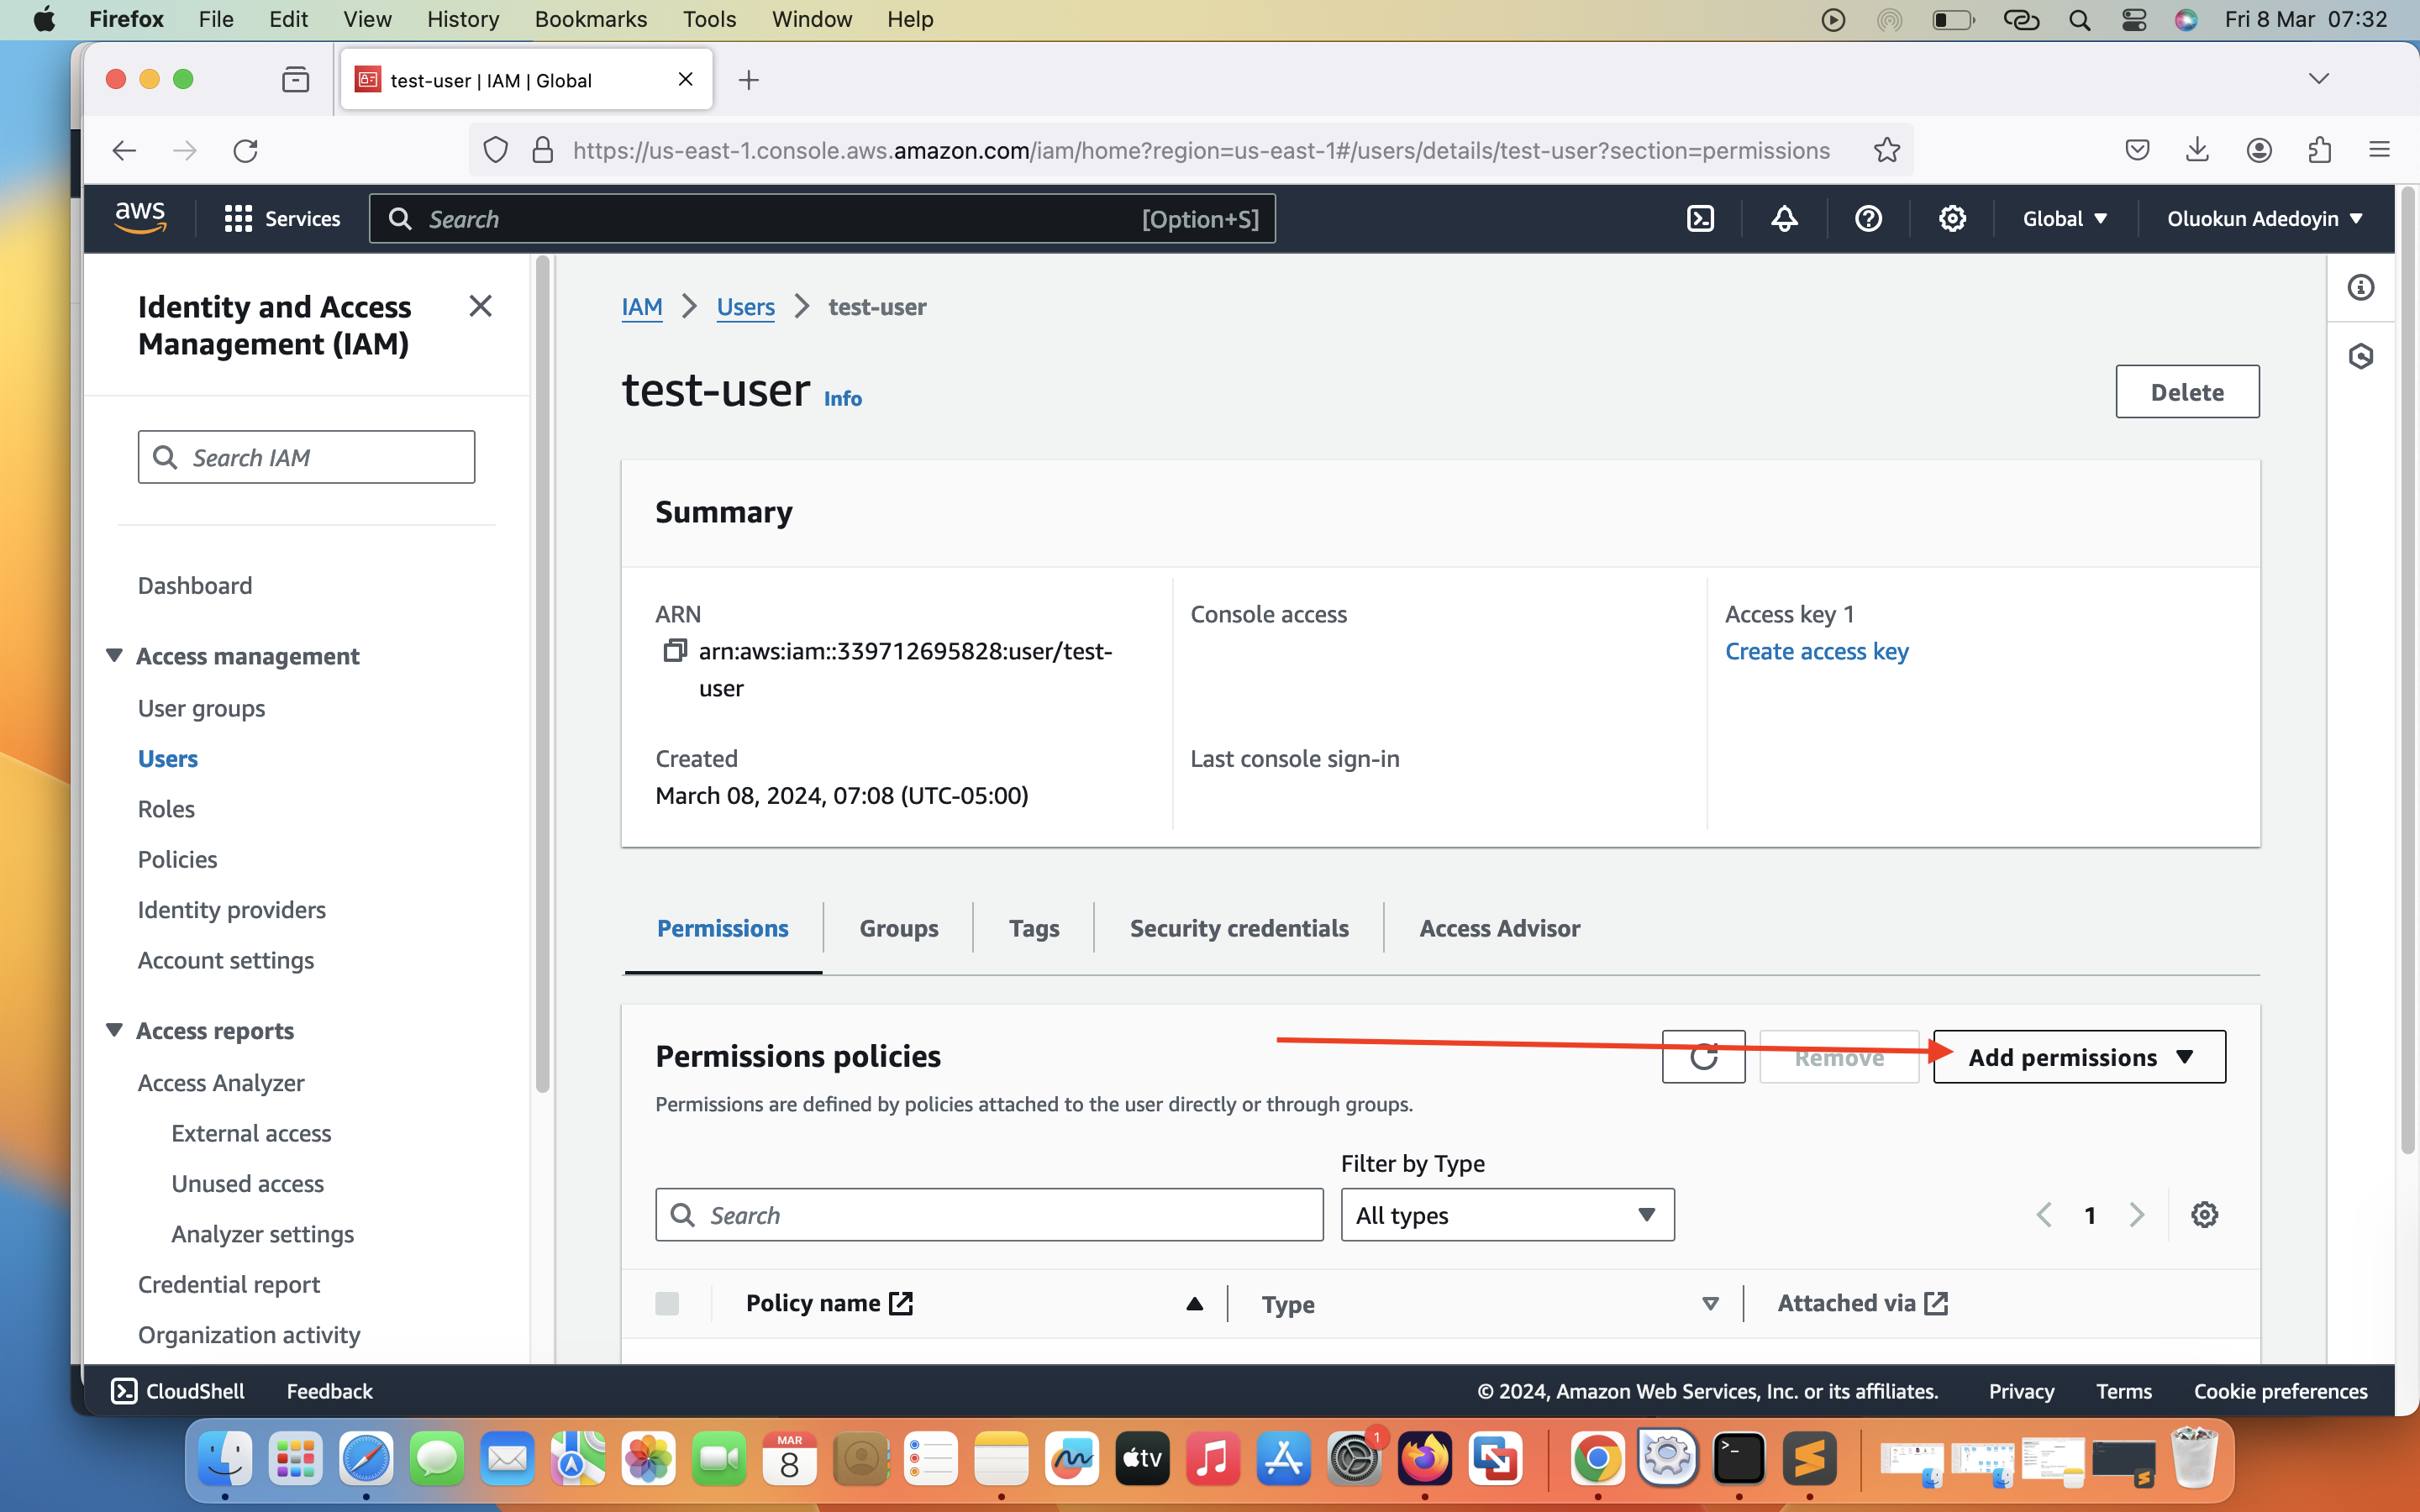 Firefox File Edit View History Bookmarks Tools Window Help Fri 8 Mar 07:32
test-user | IAM | Global
https://us-east-1.console.aws.amazon.com/iam/home?region=us-east-1#/users/details/test-user?section=permissions
aws Services Search [Option+S] Global Oluokun Adedoyin
Identity and Access
Management (IAM)
Search IAM
Dashboard
Access management
User groups
Users
Roles
Policies
Identity providers
Account settings
Access reports
Access Analyzer
External access
Unused access
Analyzer settings
Credential report
Organization activity
IAM Users test-user
test-user Info
Delete
Summary
ARN
arn:aws:iam::339712695828:user/test-
user
Console access
Access key 1
Create access key
Created
March 08, 2024, 07:08 (UTC-05:00)
Last console sign-in
Permissions Groups Tags Security credentials Access Advisor
Permissions policies
Remove
Add permissions
Permissions are defined by policies attached to the user directly or through groups.
Filter by Type
Search
All types
1
Policy name Type Attached via
CloudShell Feedback © 2024, Amazon Web Services, Inc. or its affiliates. Privacy Terms Cookie preferences
MAR
8
tv
1